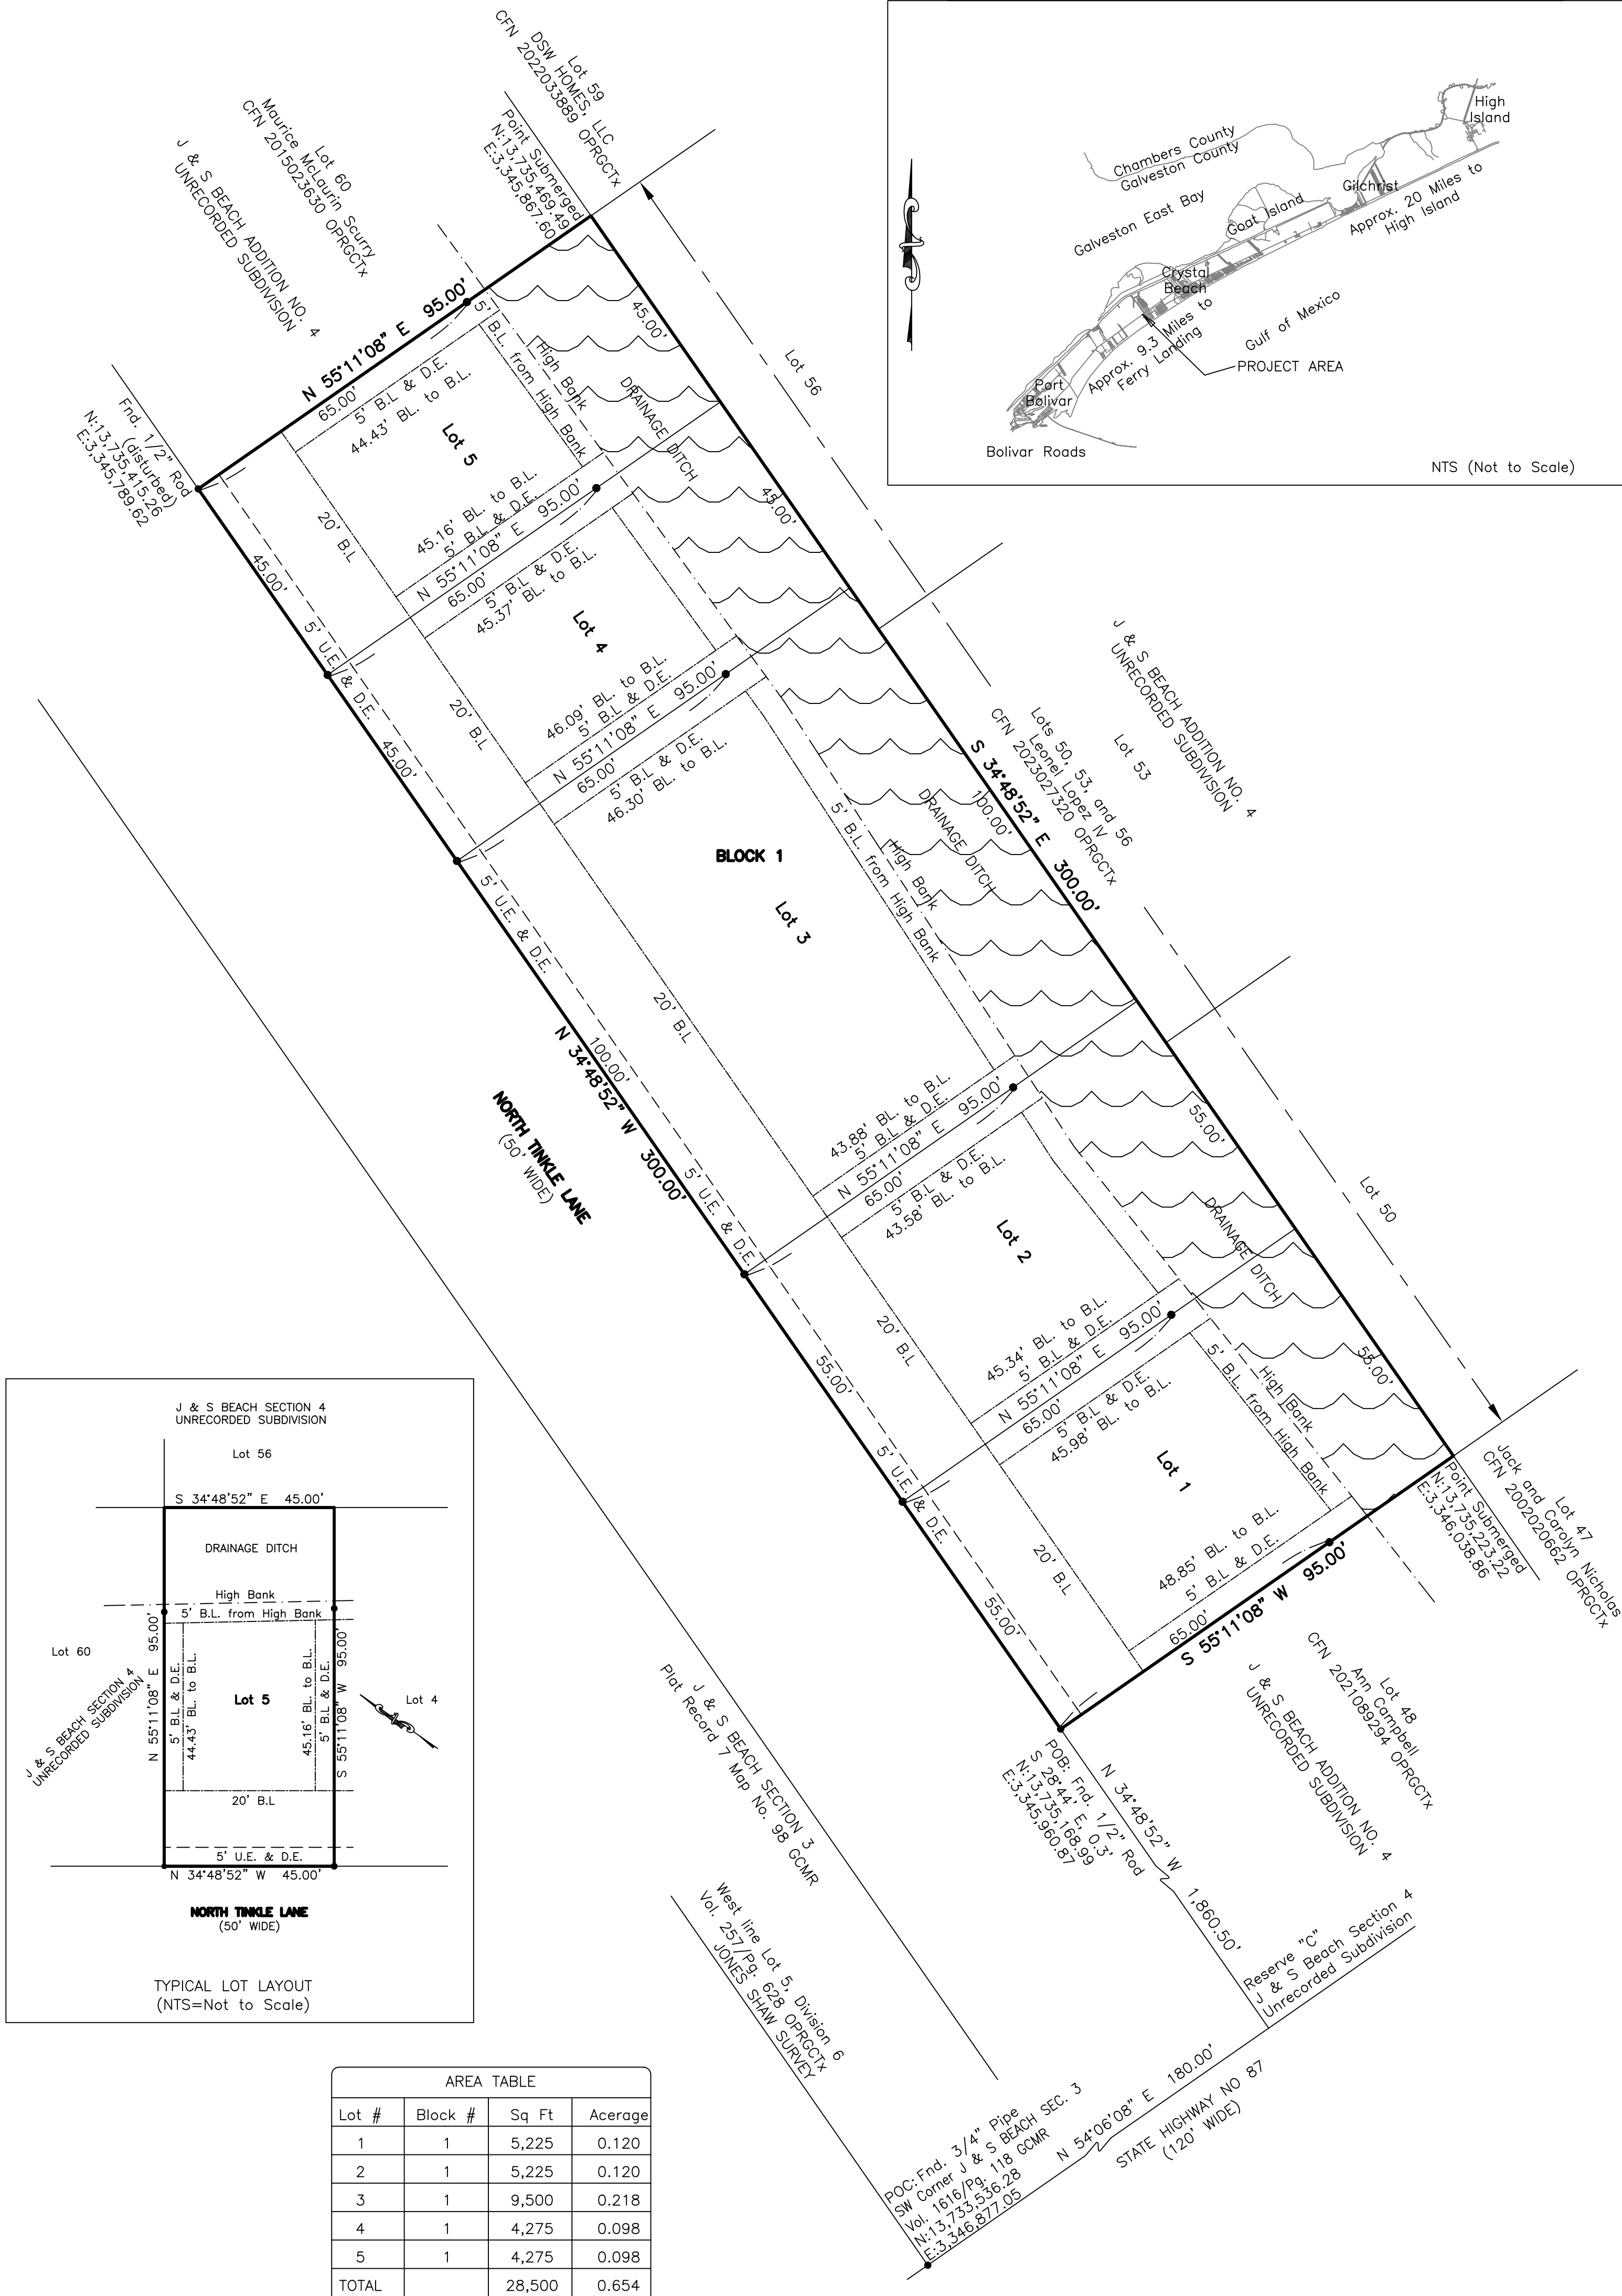 Lot 59
DSW HOMES, LLC
CFN 2022033889 OPRGCTx
Point Submerged
N:13,735,469.49
E:3,345,867.60
Lot 60
Maurice McLaurin Scurry
CFN 2015023630 OPRGCTx
J & S BEACH ADDITION NO. 4
UNRECORDED SUBDIVISION
Fnd. 1/2" Rod
(disturbed)
N:13,735,415.26
E:3,345,789.62
N 55°11'08" E 95.00'
65.00'
5' B.L & D.E.
44.43' BL. to B.L.
Lot 5
5' B.L. from High Bank
High Bank
DRAINAGE DITCH
45.00'
Lot 56
20' B.L
45.16' BL. to B.L.
5' B.L & D.E.
N 55°11'08" E 95.00'
65.00'
5' B.L & D.E.
45.37' BL. to B.L.
45.00'
45.00'
5' U.E. & D.E.
Lot 4
20' B.L
46.09' BL. to B.L.
5' B.L & D.E.
N 55°11'08" E 95.00'
65.00'
5' B.L & D.E.
46.30' BL. to B.L.
45.00'
J & S BEACH ADDITION NO. 4
UNRECORDED SUBDIVISION
Lot 53
Lots 50, 53, and 56
Leonel Lopez IV
CFN 2023027320 OPRGCTx
S 34°48'52" E 300.00'
100.00'
DRAINAGE DITCH
High Bank
5' B.L. from High Bank
BLOCK 1
Lot 3
5' U.E. & D.E.
20' B.L
100.00'
N 34°48'52" W 300.00'
NORTH TINKLE LANE
(50' WIDE)
5' U.E. & D.E.
43.88' BL. to B.L.
5' B.L & D.E.
N 55°11'08" E 95.00'
65.00'
5' B.L & D.E.
43.58' BL. to B.L.
55.00'
Lot 50
DRAINAGE DITCH
Lot 2
20' B.L
55.00'
45.34' BL. to B.L.
5' B.L & D.E.
N 55°11'08" E 95.00'
65.00'
5' B.L & D.E.
45.98' BL. to B.L.
5' B.L. from High Bank
High Bank
55.00'
Lot 1
5' U.E. & D.E.
20' B.L
55.00'
48.85' BL. to B.L.
5' B.L & D.E.
65.00'
S 55°11'08" W 95.00'
Point Submerged
N:13,735,223.22
E:3,346,038.86
Lot 47
Jack and Carolyn Nicholas
CFN 2002020662 OPRGCTx
Lot 48
Ann Campbell
CFN 2021089294 OPRGCTx
J & S BEACH ADDITION NO. 4
UNRECORDED SUBDIVISION
POB: Fnd. 1/2" Rod
S 28°44' E, 0.3'
N:13,735,168.99
E:3,345,960.87
N 34°48'52" W 1,860.50'
J & S BEACH SECTION 3
Plat Record 7 Map No. 98 GCMR
West line Lot 5, Division 6
Vol. 257/Pg. 628 OPRGCTx
JONES SHAW SURVEY
Reserve "C"
J & S Beach Section 4
Unrecorded Subdivision
POC: Fnd. 3/4" Pipe
SW Corner J & S BEACH SEC. 3
Vol. 1616/Pg. 118 GCMR
N:13,733,536.28
E:3,346,877.05
N 54°06'08" E 180.00'
STATE HIGHWAY NO 87
(120' WIDE)
High
Island
Chambers County
Galveston County
Gilchrist
Galveston East Bay
Goat Island
Approx. 20 Miles to
High Island
Crystal
Beach
Gulf of Mexico
Approx. 9.3 Miles to
Ferry Landing
PROJECT AREA
Port
Bolivar
Bolivar Roads
NTS (Not to Scale)
J & S BEACH SECTION 4
UNRECORDED SUBDIVISION
Lot 56
S 34°48'52" E 45.00'
DRAINAGE DITCH
High Bank
5' B.L. from High Bank
Lot 60
J & S BEACH SECTION 4
UNRECORDED SUBDIVISION
N 55°11'08" E 95.00'
5' B.L & D.E.
44.43' BL. to B.L.
Lot 5
45.16' BL. to B.L.
5' B.L & D.E.
S 55°11'08" W 95.00'
Lot 4
20' B.L
5' U.E. & D.E.
N 34°48'52" W 45.00'
NORTH TINKLE LANE
(50' WIDE)
TYPICAL LOT LAYOUT
(NTS=Not to Scale)
AREA TABLE
Lot # Block # Sq Ft Acerage
1 1 5,225 0.120
2 1 5,225 0.120
3 1 9,500 0.218
4 1 4,275 0.098
5 1 4,275 0.098
TOTAL 28,500 0.654